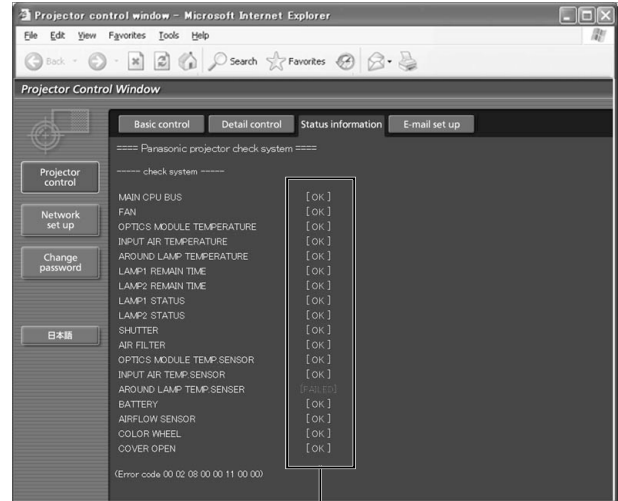 Projector control window - Microsoft Internet Explorer
File Edit View Favorites Tools Help
Back Search Favorites
Projector Control Window
Basic control Detail control Status information E-mail set up
==== Panasonic projector check system ====
Projector control
----- check system -----
MAIN CPU BUS [ OK ]
FAN [ OK ]
Network set up
OPTICS MODULE TEMPERATURE [ OK ]
INPUT AIR TEMPERATURE [ OK ]
AROUND LAMP TEMPERATURE [ OK ]
Change password
LAMP1 REMAIN TIME [ OK ]
LAMP2 REMAIN TIME [ OK ]
LAMP1 STATUS [ OK ]
LAMP2 STATUS [ OK ]
SHUTTER [ OK ]
日本語
AIR FILTER [ OK ]
OPTICS MODULE TEMP.SENSOR [ OK ]
INPUT AIR TEMP.SENSOR [ OK ]
AROUND LAMP TEMP.SENSER [FAILED]
BATTERY [ OK ]
AIRFLOW SENSOR [ OK ]
COLOR WHEEL [ OK ]
COVER OPEN [ OK ]
(Error code 00 02 08 00 00 11 00 00)